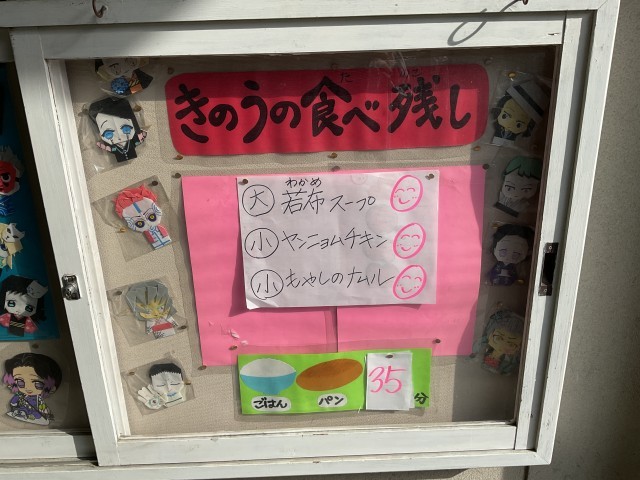 きのうの食べ残し
た
わかめ
大 若布スープ
小 ヤンニョムチキン
小 もやしのナムル
35
ごはん パン 分